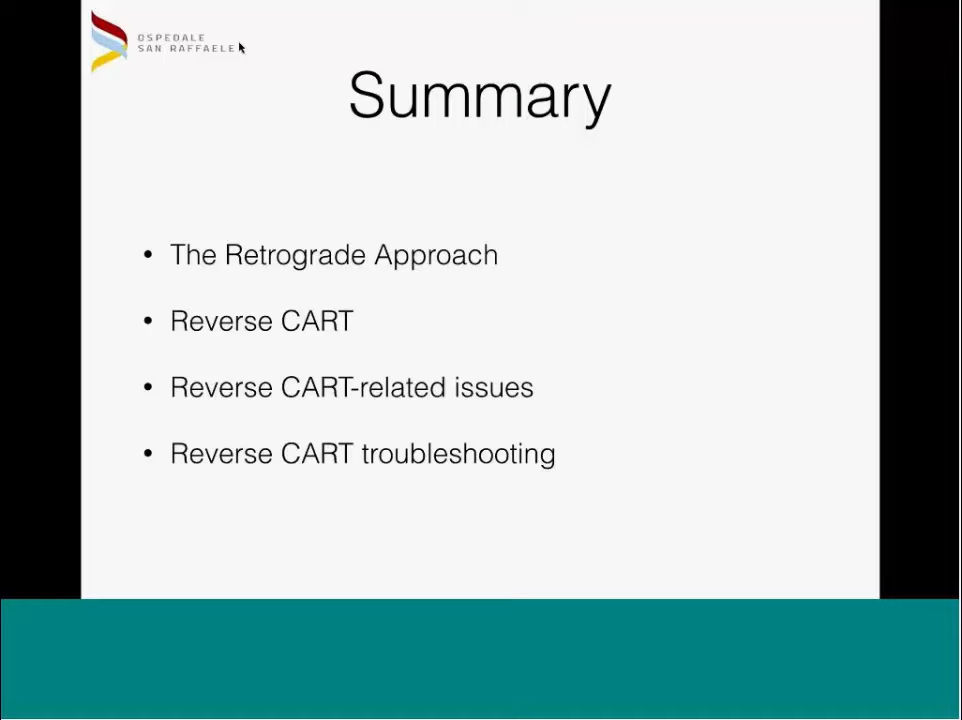 OSPEDALE
SAN RAFFAELE
Summary
• The Retrograde Approach
• Reverse CART
• Reverse CART-related issues
• Reverse CART troubleshooting